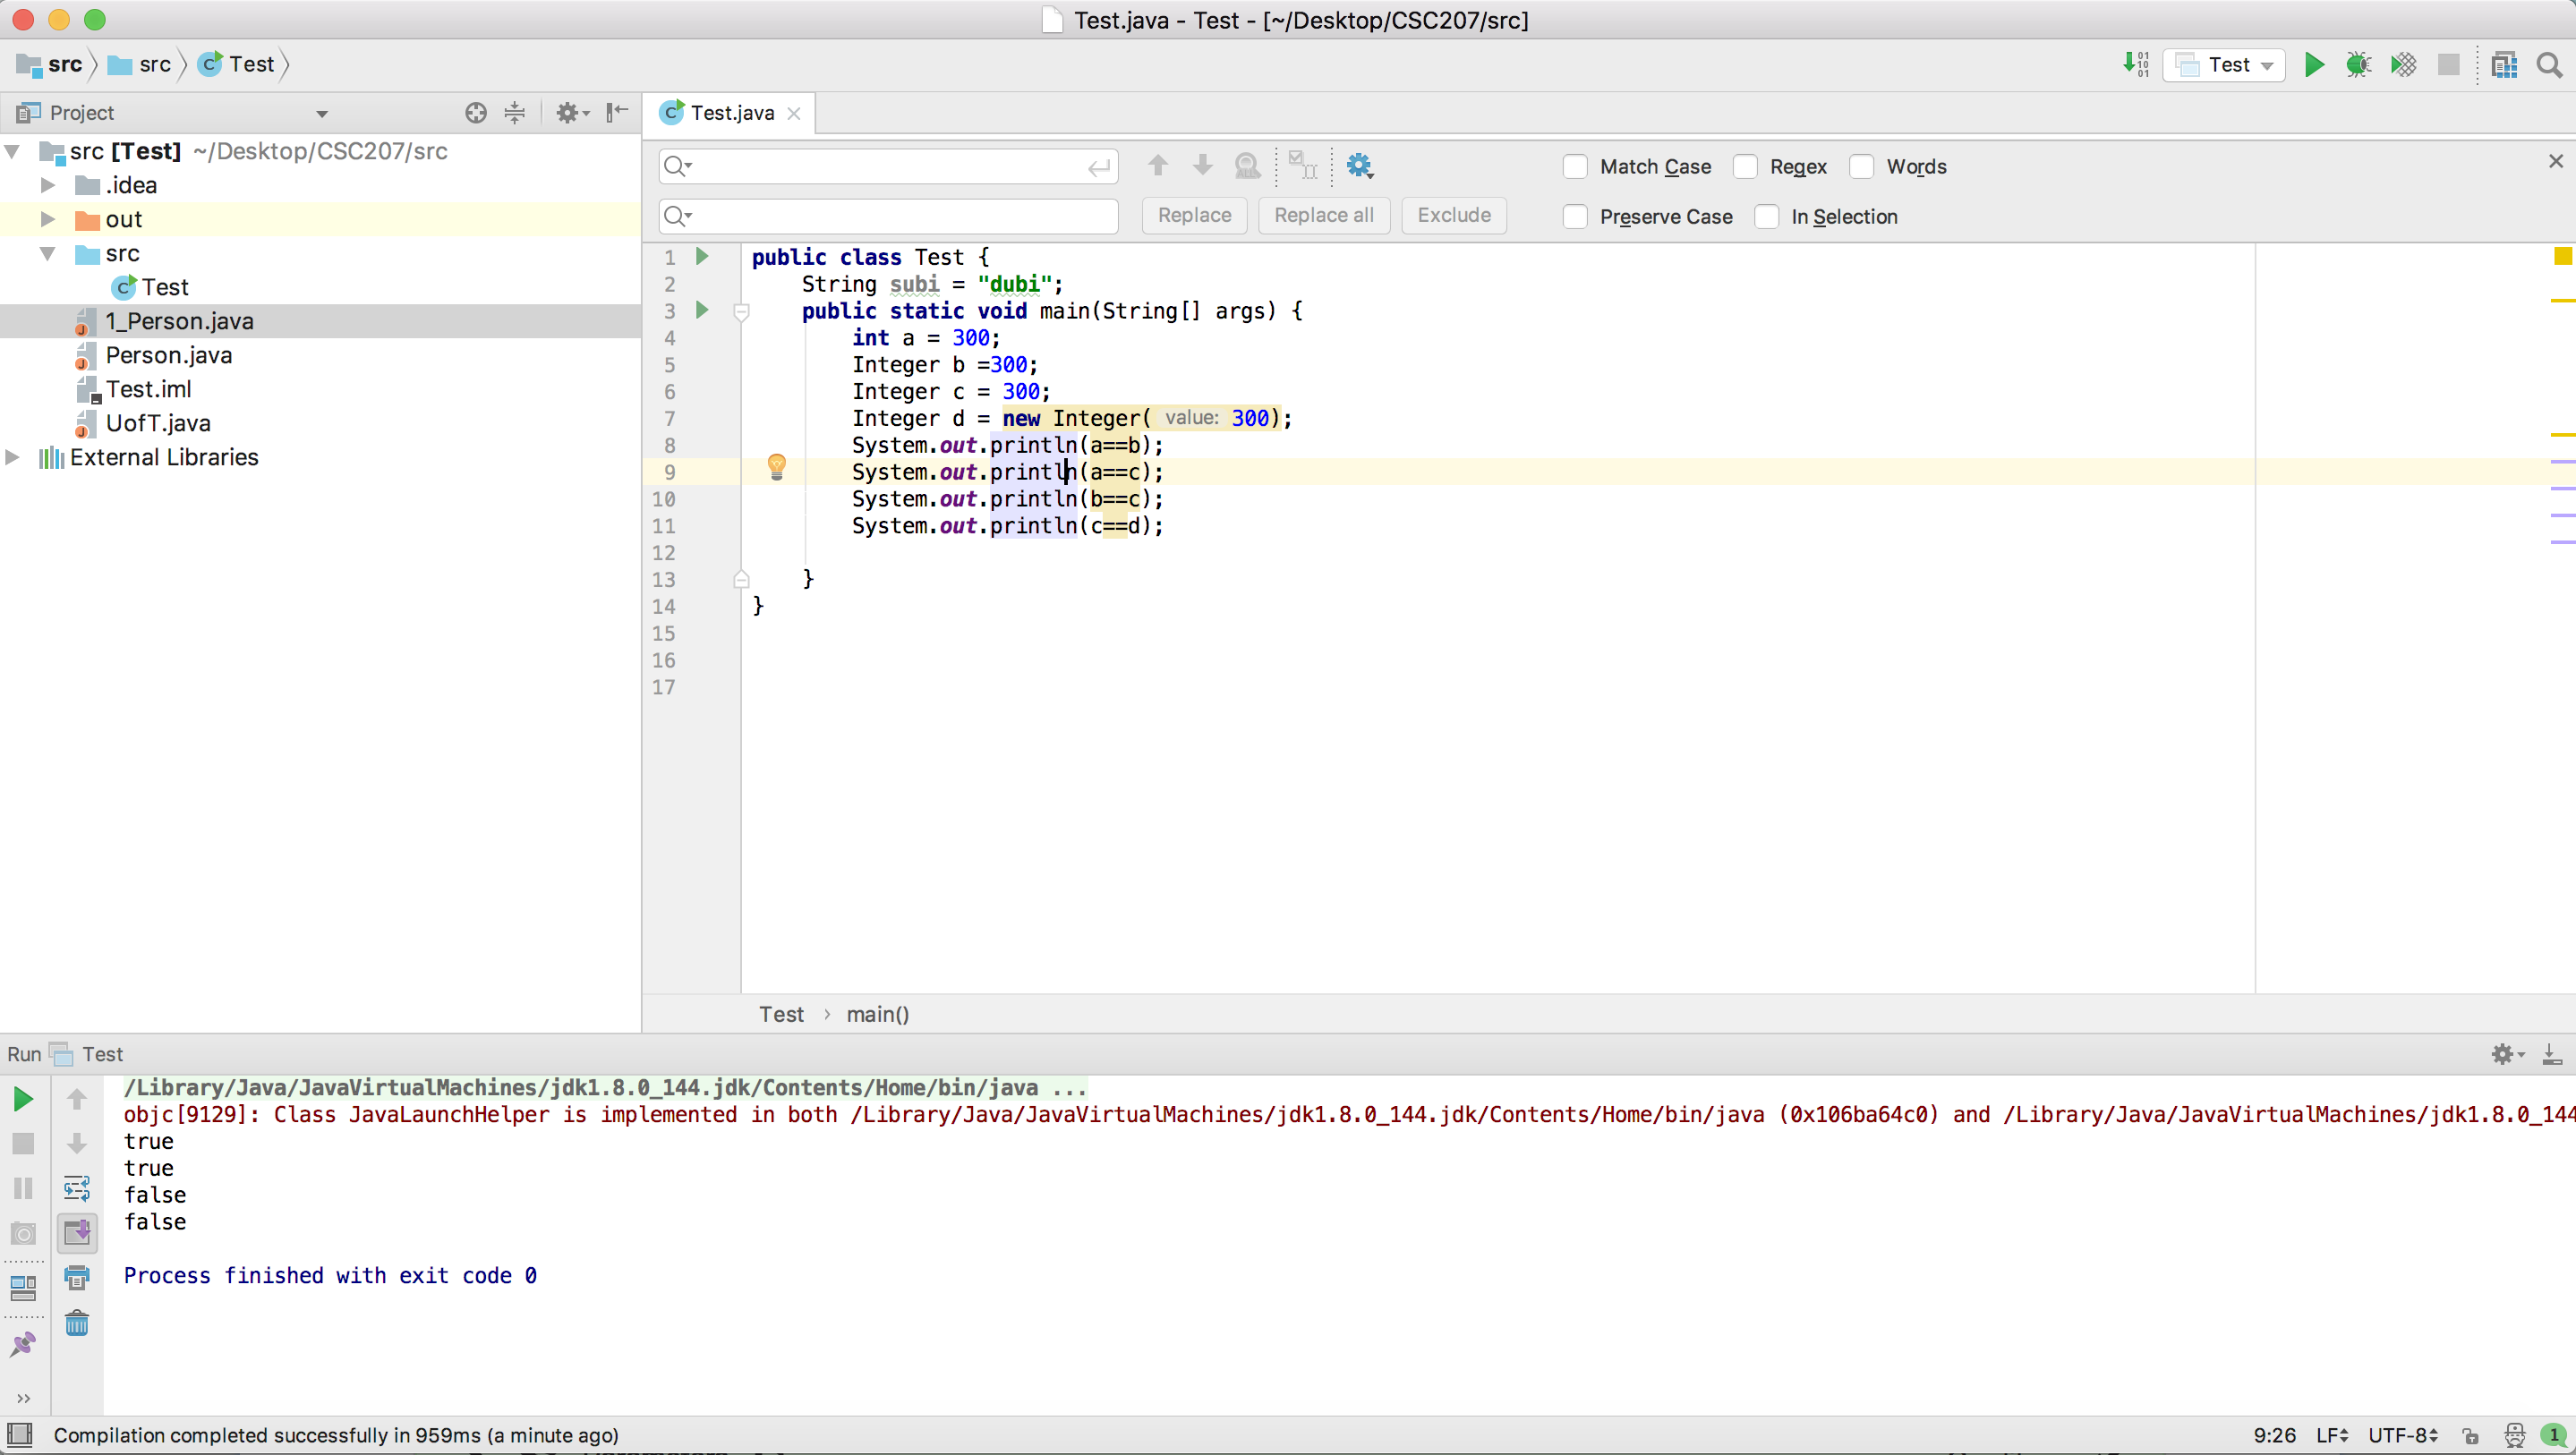 Test.java - Test - [~/Desktop/CSC207/src]
src src Test
Test
Project
Test.java
src [Test] ~/Desktop/CSC207/src
.idea
out
src
Test
1_Person.java
Person.java
Test.iml
UofT.java
External Libraries
Match Case Regex Words
Replace Replace all Exclude Preserve Case In Selection
1 public class Test {
2 String subi = "dubi";
3 public static void main(String[] args) {
4 int a = 300;
5 Integer b =300;
6 Integer c = 300;
7 Integer d = new Integer( value: 300);
8 System.out.println(a==b);
9 System.out.println(a==c);
10 System.out.println(b==c);
11 System.out.println(c==d);
12
13 }
14 }
15
16
17
Test › main()
Run Test
/Library/Java/JavaVirtualMachines/jdk1.8.0_144.jdk/Contents/Home/bin/java ...
objc[9129]: Class JavaLaunchHelper is implemented in both /Library/Java/JavaVirtualMachines/jdk1.8.0_144.jdk/Contents/Home/bin/java (0x106ba64c0) and /Library/Java/JavaVirtualMachines/jdk1.8.0_144
true
true
false
false
Process finished with exit code 0
Compilation completed successfully in 959ms (a minute ago) 9:26 LF UTF-8 1